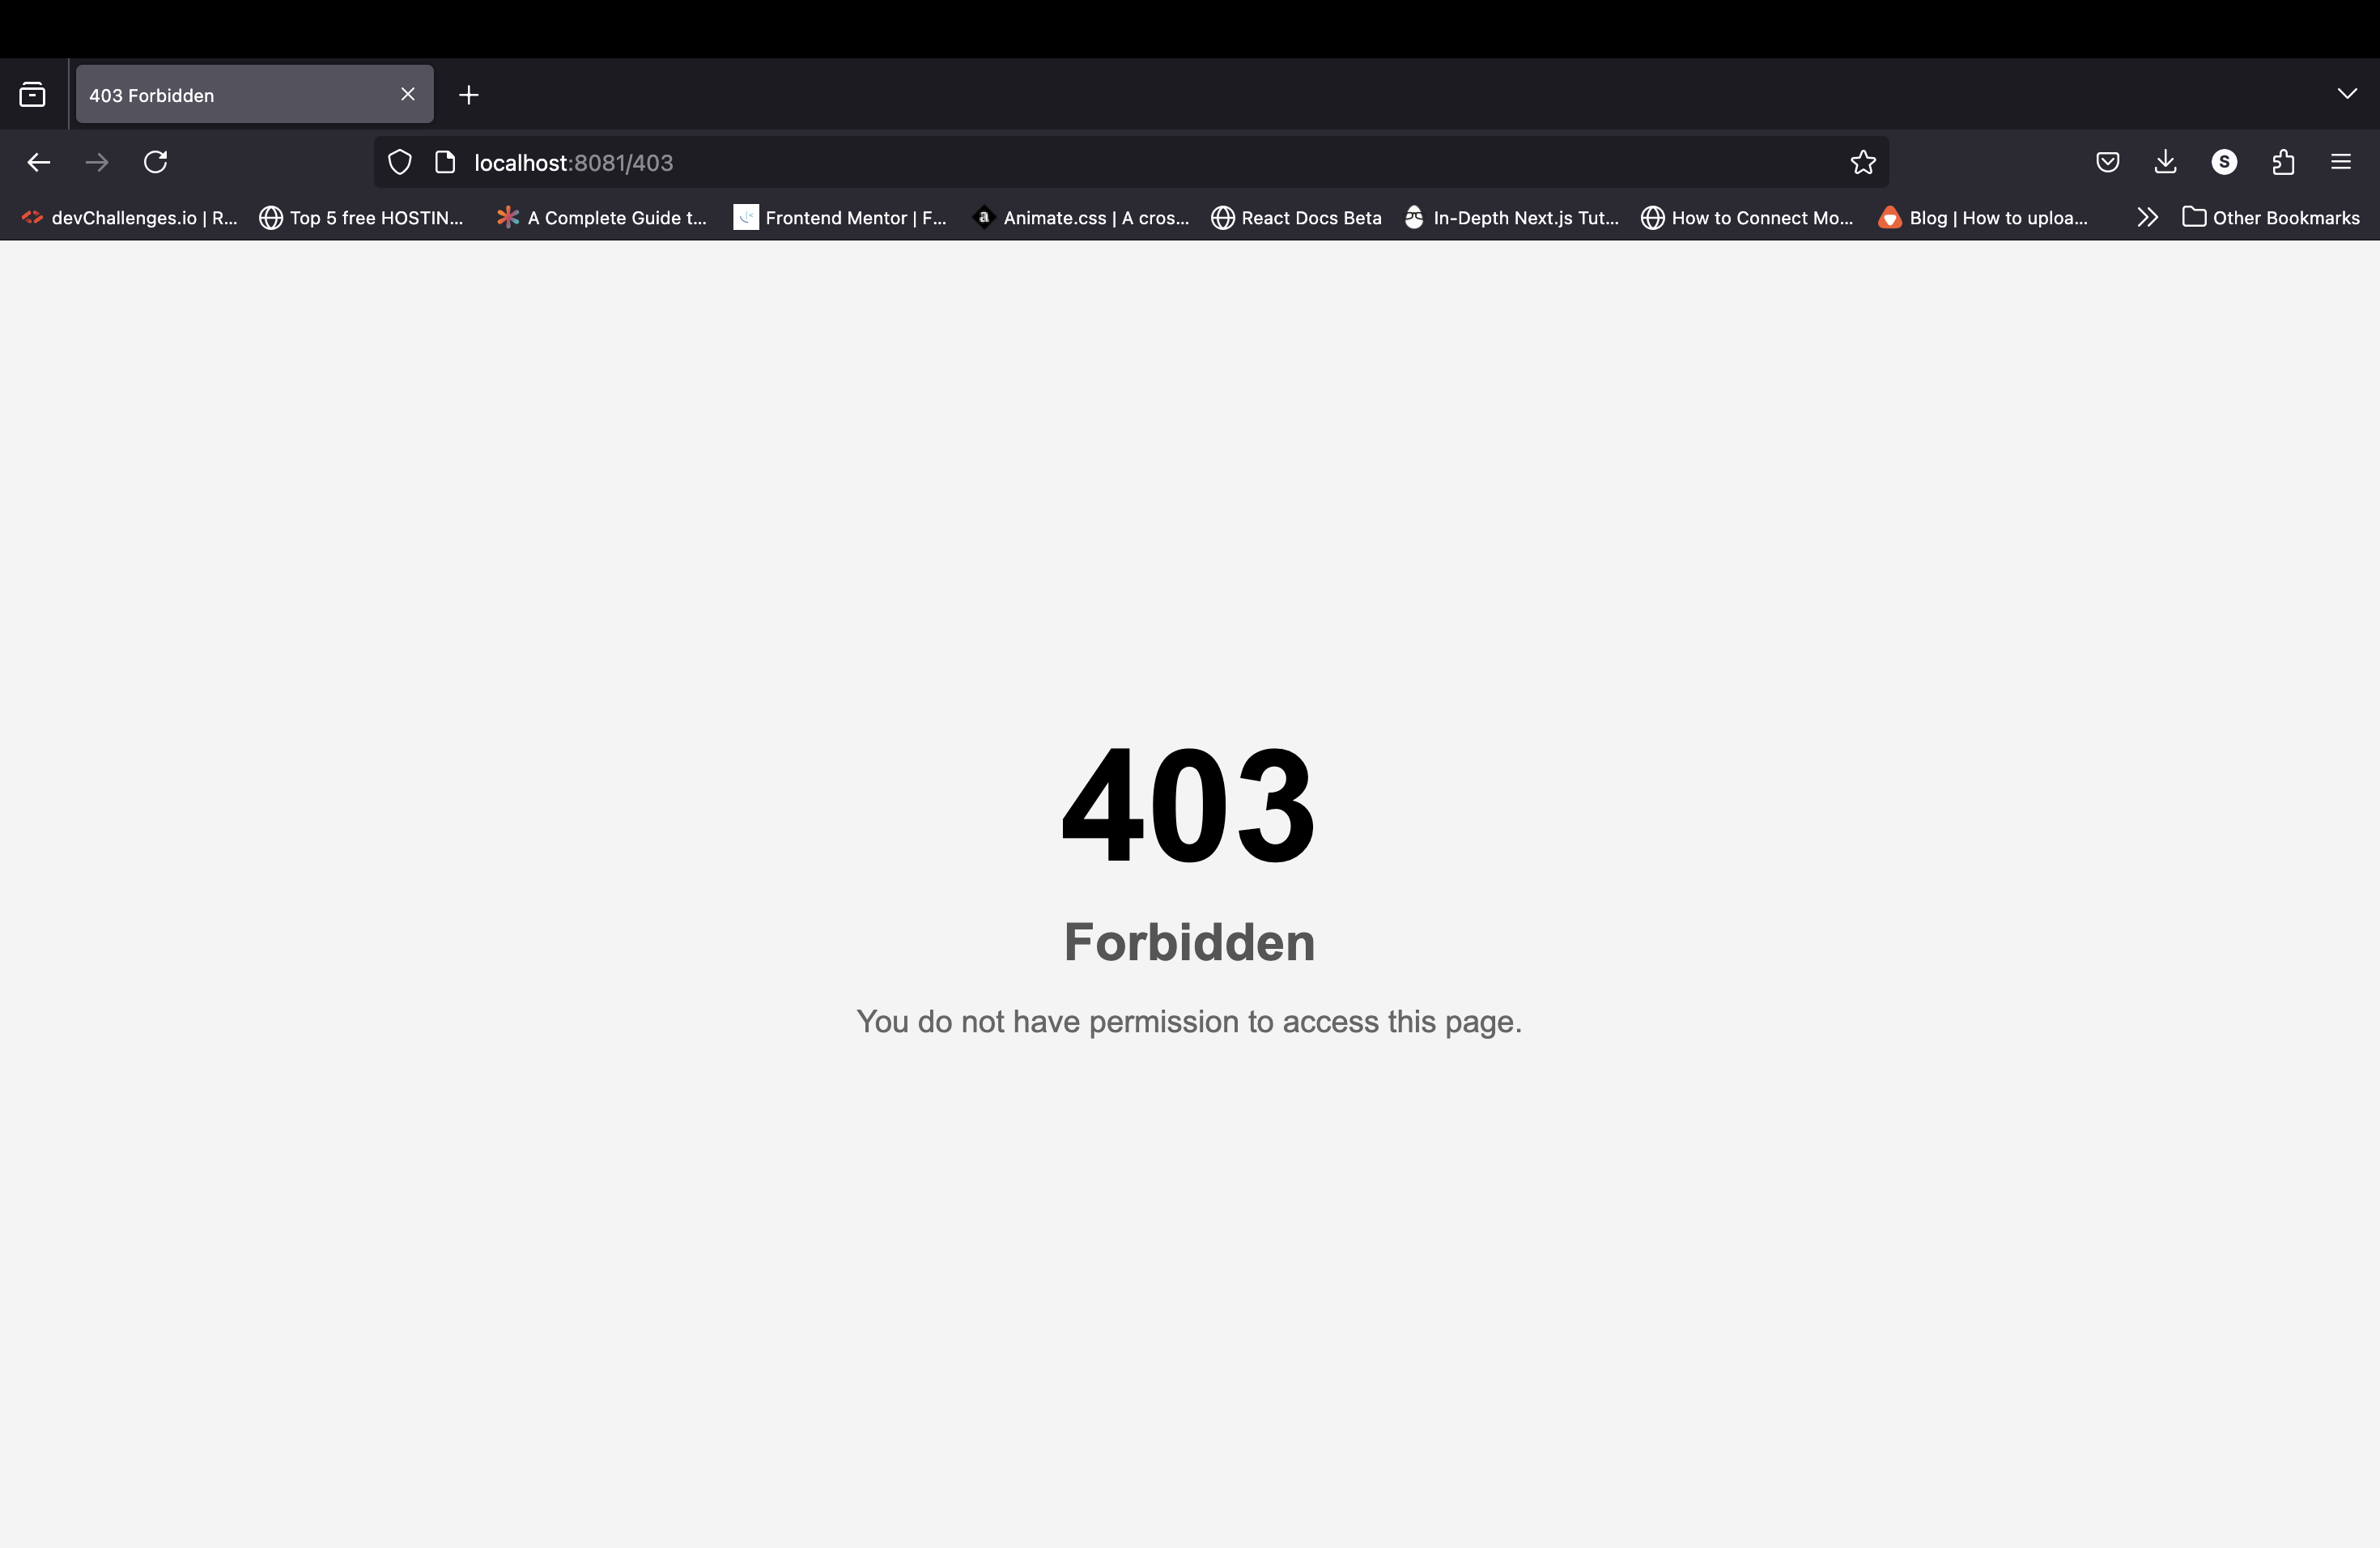 403 Forbidden
localhost:8081/403
S
devChallenges.io | R...
Top 5 free HOSTIN...
A Complete Guide t...
Frontend Mentor | F...
a
Animate.css | A cros...
React Docs Beta
In-Depth Next.js Tut...
How to Connect Mo...
Blog | How to uploa...
Other Bookmarks
403
Forbidden
You do not have permission to access this page.